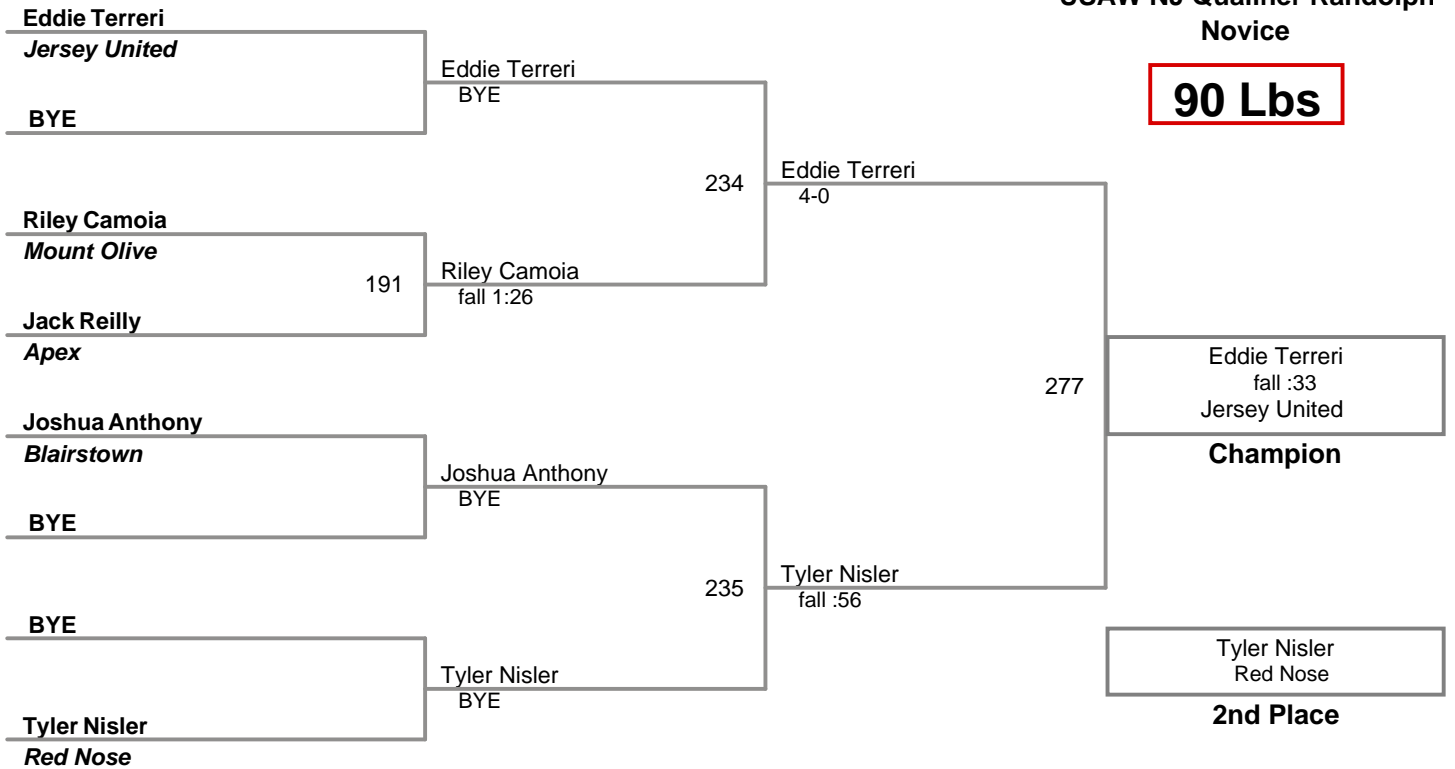 Novice
90 Lbs
Eddie Terreri
Jersey United
BYE
Eddie Terreri
BYE
234
Eddie Terreri
4-0
Riley Camoia
Mount Olive
191
Riley Camoia
fall 1:26
Jack Reilly
Apex
277
Eddie Terreri
fall :33
Jersey United
Champion
Joshua Anthony
Blairstown
Joshua Anthony
BYE
BYE
235
Tyler Nisler
fall :56
BYE
Tyler Nisler
BYE
Tyler Nisler
Red Nose
Tyler Nisler
Red Nose
2nd Place